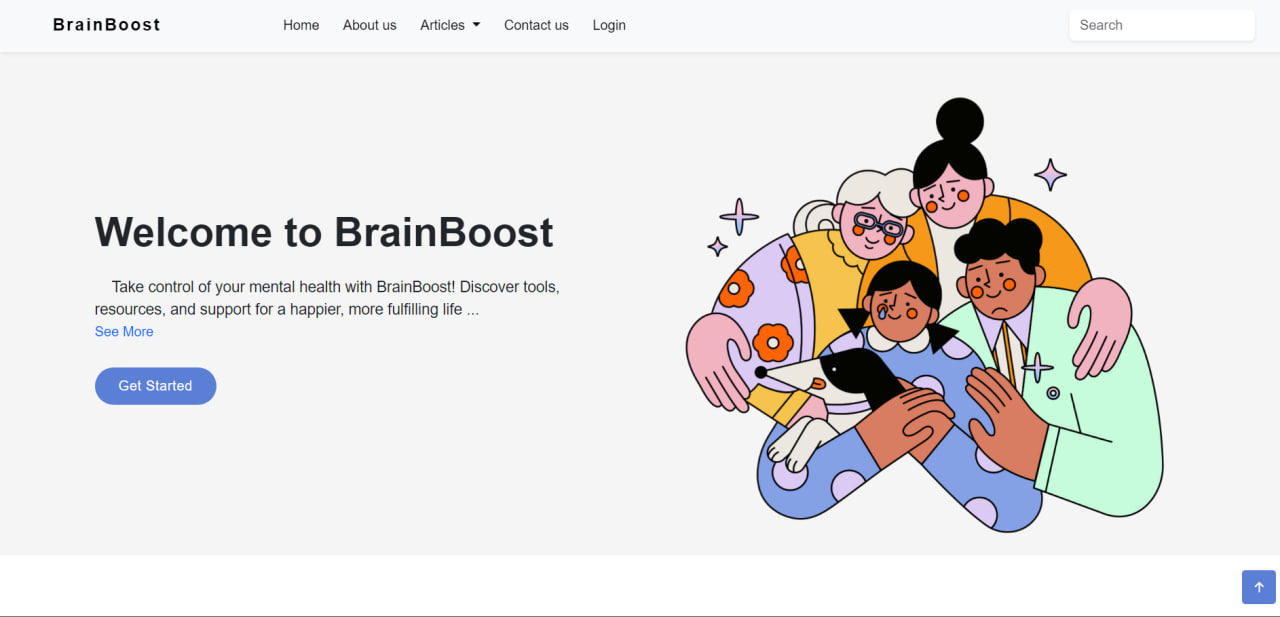 BrainBoost
Home
About us
Articles
Contact us
Login
Search
Welcome to BrainBoost
Take control of your mental health with BrainBoost! Discover tools,
resources, and support for a happier, more fulfilling life ...
See More
Get Started